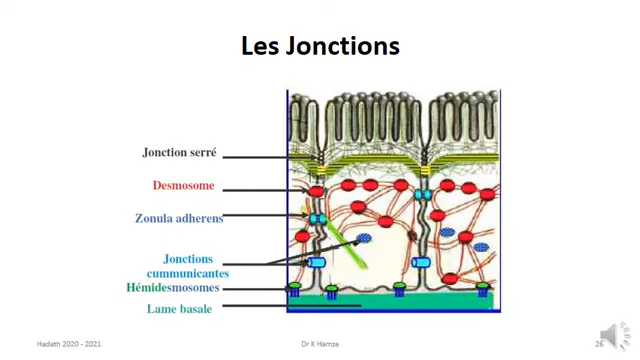 Les Jonctions
Jonction serré
Desmosome
Zonula adherens
Jonctions
cummunicantes
Hémidesmosomes
Lame basale
Hadath 2020 - 2021
Dr K Hamze
26